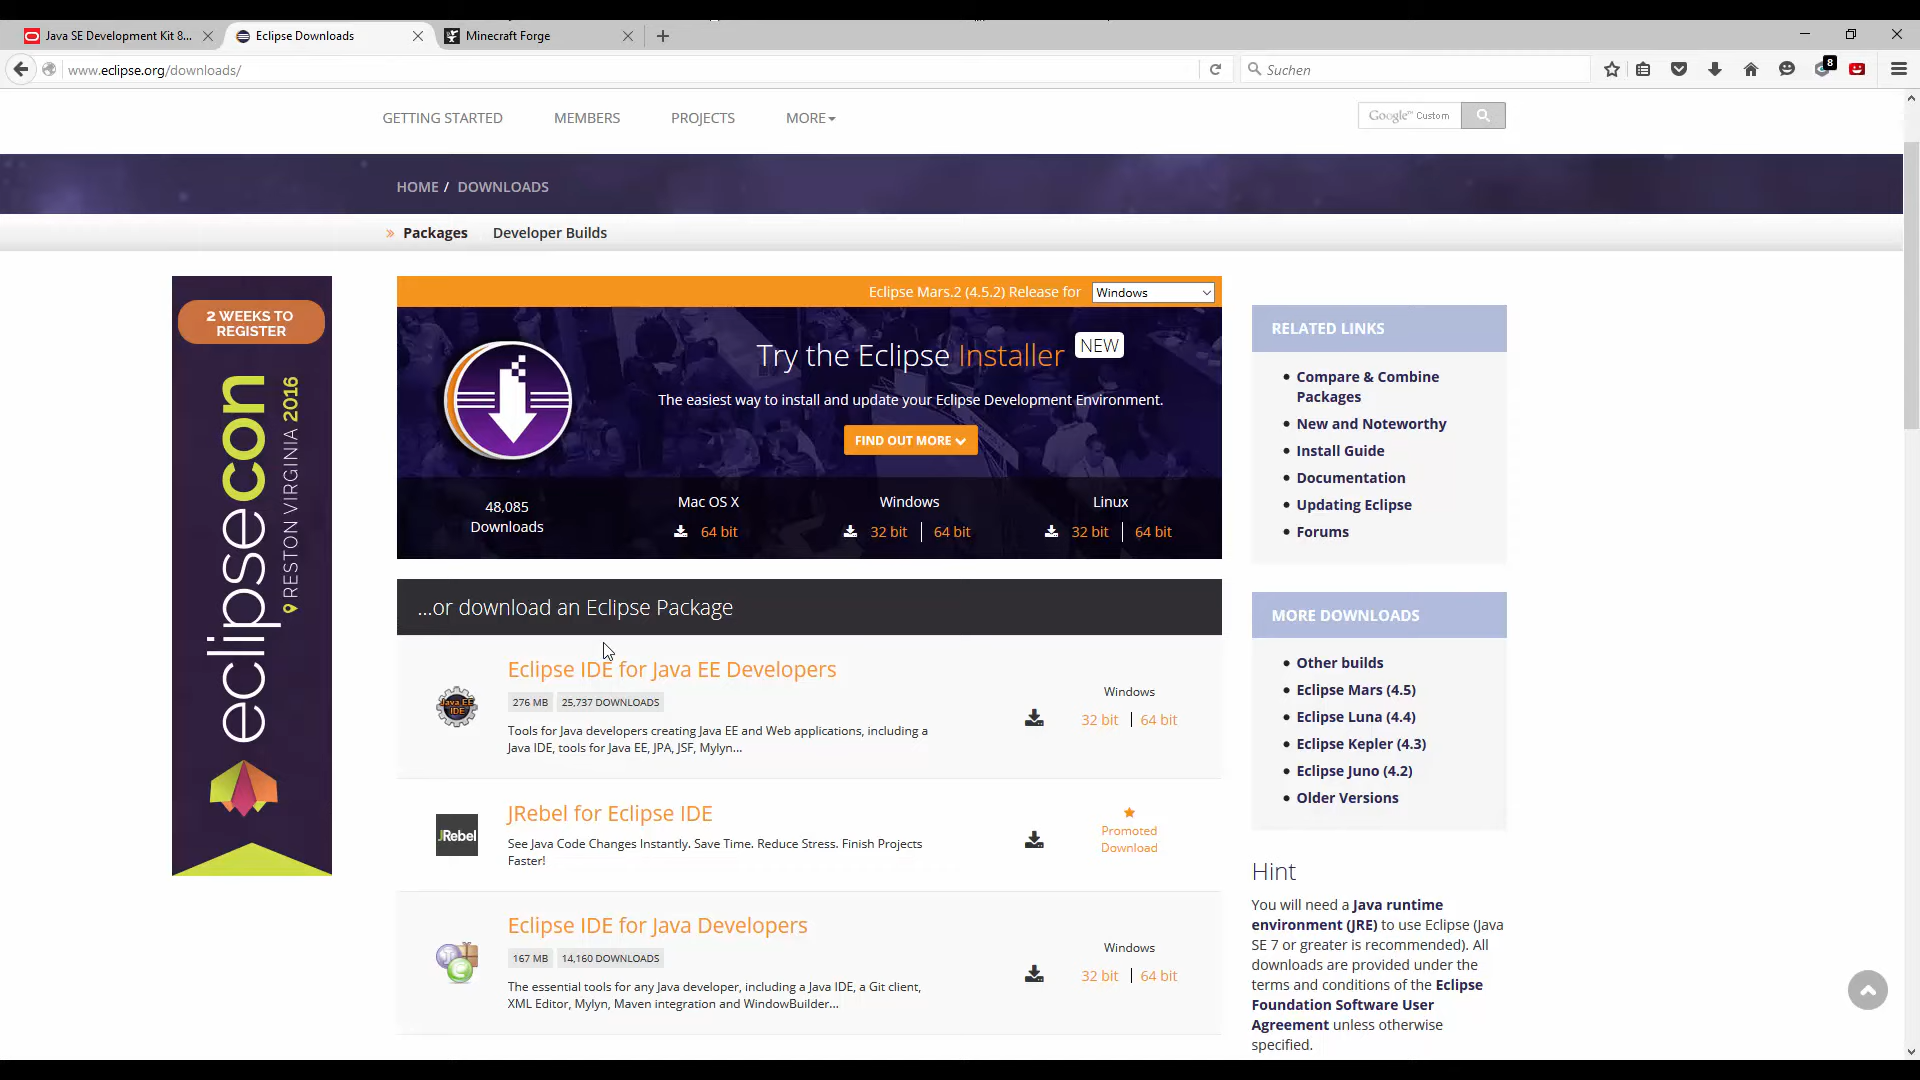 Java SE Development Kit 8...
Eclipse Downloads
Minecraft Forge
www.eclipse.org/downloads/
Suchen
8
GETTING STARTED
MEMBERS
PROJECTS
MORE
Google™ Custom
HOME / DOWNLOADS
» Packages
Developer Builds
2 WEEKS TO
REGISTER
eclipsecon
RESTON VIRGINIA 2016
Eclipse Mars.2 (4.5.2) Release for
Windows
Try the Eclipse Installer NEW
The easiest way to install and update your Eclipse Development Environment.
FIND OUT MORE
48,085
Downloads
Mac OS X
64 bit
Windows
32 bit | 64 bit
Linux
32 bit | 64 bit
...or download an Eclipse Package
Java EE
IDE
Eclipse IDE for Java EE Developers
276 MB 25,737 DOWNLOADS
Tools for Java developers creating Java EE and Web applications, including a
Java IDE, tools for Java EE, JPA, JSF, Mylyn...
Windows
32 bit | 64 bit
JRebel
JRebel for Eclipse IDE
See Java Code Changes Instantly. Save Time. Reduce Stress. Finish Projects
Faster!
Promoted
Download
Eclipse IDE for Java Developers
167 MB 14,160 DOWNLOADS
The essential tools for any Java developer, including a Java IDE, a Git client,
XML Editor, Mylyn, Maven integration and WindowBuilder...
Windows
32 bit | 64 bit
RELATED LINKS
• Compare & Combine
Packages
• New and Noteworthy
• Install Guide
• Documentation
• Updating Eclipse
• Forums
MORE DOWNLOADS
• Other builds
• Eclipse Mars (4.5)
• Eclipse Luna (4.4)
• Eclipse Kepler (4.3)
• Eclipse Juno (4.2)
• Older Versions
Hint
You will need a Java runtime
environment (JRE) to use Eclipse (Java
SE 7 or greater is recommended). All
downloads are provided under the
terms and conditions of the Eclipse
Foundation Software User
Agreement unless otherwise
specified.